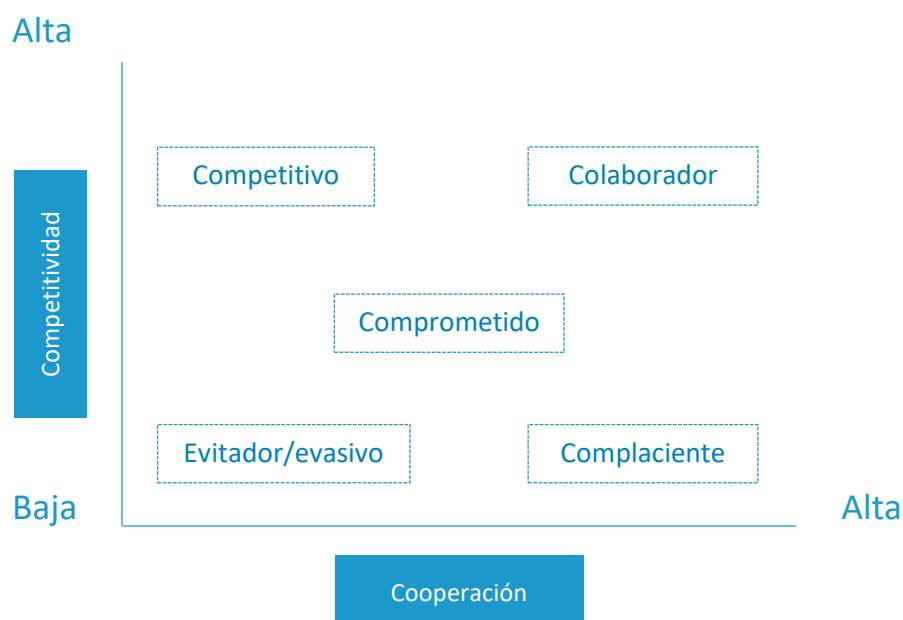 Alta
Competitivo
Colaborador
Competitividad
Comprometido
Evitador/evasivo
Complaciente
Baja
Alta
Cooperación